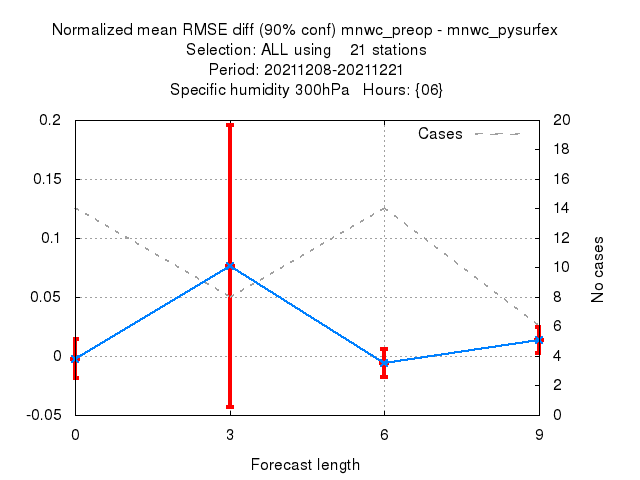 Normalized mean RMSE diff (90% conf) mnwc_preop - mnwc_pysurfex
Selection: ALL using    21 stations
Period: 20211208-20211221
Specific humidity 300hPa   Hours: {06}
0.2
0.15
0.1
0.05
0
-0.05
Cases
20
18
16
14
12
10
8
6
4
2
0
No cases
0 3 6 9
Forecast length